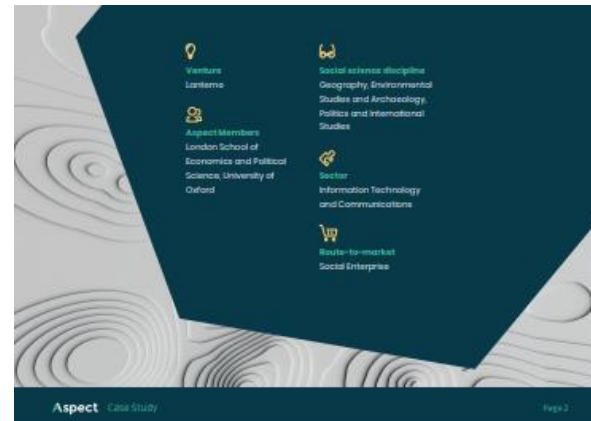 Venture
Lanterne
Aspect Members
London School of
Economics and Political
Science, University of
Oxford
Social science discipline
Geography, Environmental
Studies and Archaeology,
Politics and International
Studies
Sector
Information Technology
and Communications
Route-to-market
Social Enterprise
Aspect Case Study
Page 2